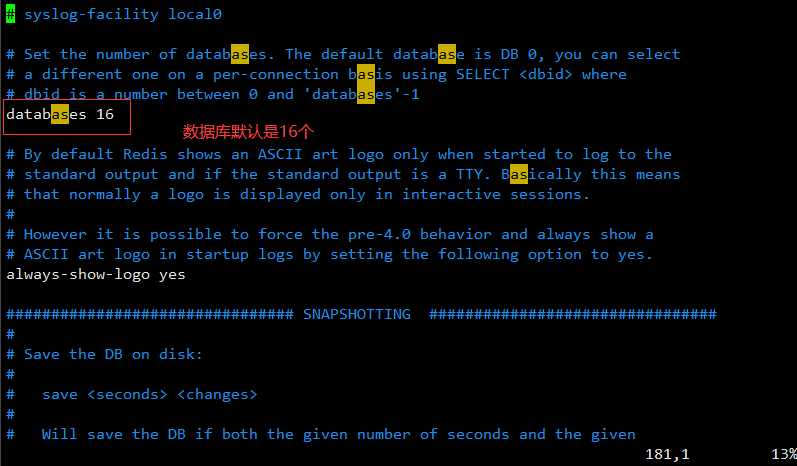 # syslog-facility local0
# Set the number of databases. The default database is DB 0, you can select
# a different one on a per-connection basis using SELECT <dbid> where
# dbid is a number between 0 and 'databases'-1
databases 16
数据库默认是16个
# By default Redis shows an ASCII art logo only when started to log to the
# standard output and if the standard output is a TTY. Basically this means
# that normally a logo is displayed only in interactive sessions.
#
# However it is possible to force the pre-4.0 behavior and always show a
# ASCII art logo in startup logs by setting the following option to yes.
always-show-logo yes
################################ SNAPSHOTTING  ################################
#
# Save the DB on disk:
#
#   save <seconds> <changes>
#
#   Will save the DB if both the given number of seconds and the given
181,1 13%